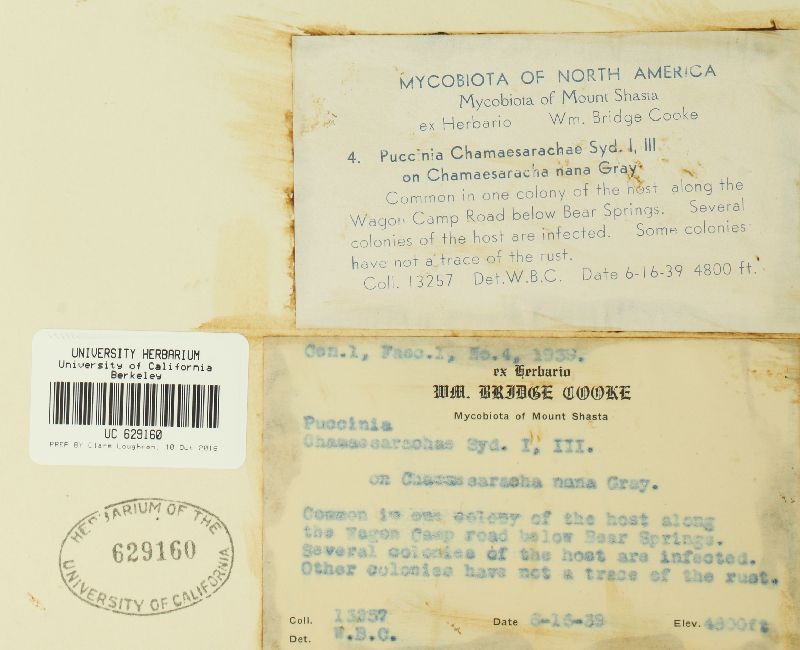 MYCOBIOTA OF NORTH AMERICA
Mycobiota of Mount Shasta
ex Herbario Wm. Bridge Cooke
4. Puccinia Chamaesarachae Syd. I, III
on Chamaesaracha nana Gray
Common in one colony of the host along the
Wagon Camp Road below Bear Springs. Several
colonies of the host are infected. Some colonies
have not a trace of the rust.
Coll. 13257 Det. W.B.C. Date 6-16-39 4800 ft.
UNIVERSITY HERBARIUM
University of California
Berkeley
UC 629160
PREP BY Clare Loughran, 10 Oct 2016
HERBARIUM OF THE
629160
UNIVERSITY OF CALIFORNIA
Cen.1, Fasc.I, No.4, 1939.
ex Herbario
WM. BRIDGE COOKE
Mycobiota of Mount Shasta
Puccinia
Chamaesarachae Syd. I, III.
on Chamaesaracha nana Gray.
Common in one colony of the host along
the Wagon Camp road below Bear Springs.
Several colonies of the host are infected.
Other colonies have not a trace of the rust.
Coll. 13257 Date 6-16-39 Elev. 4800ft
Det. W.B.C.